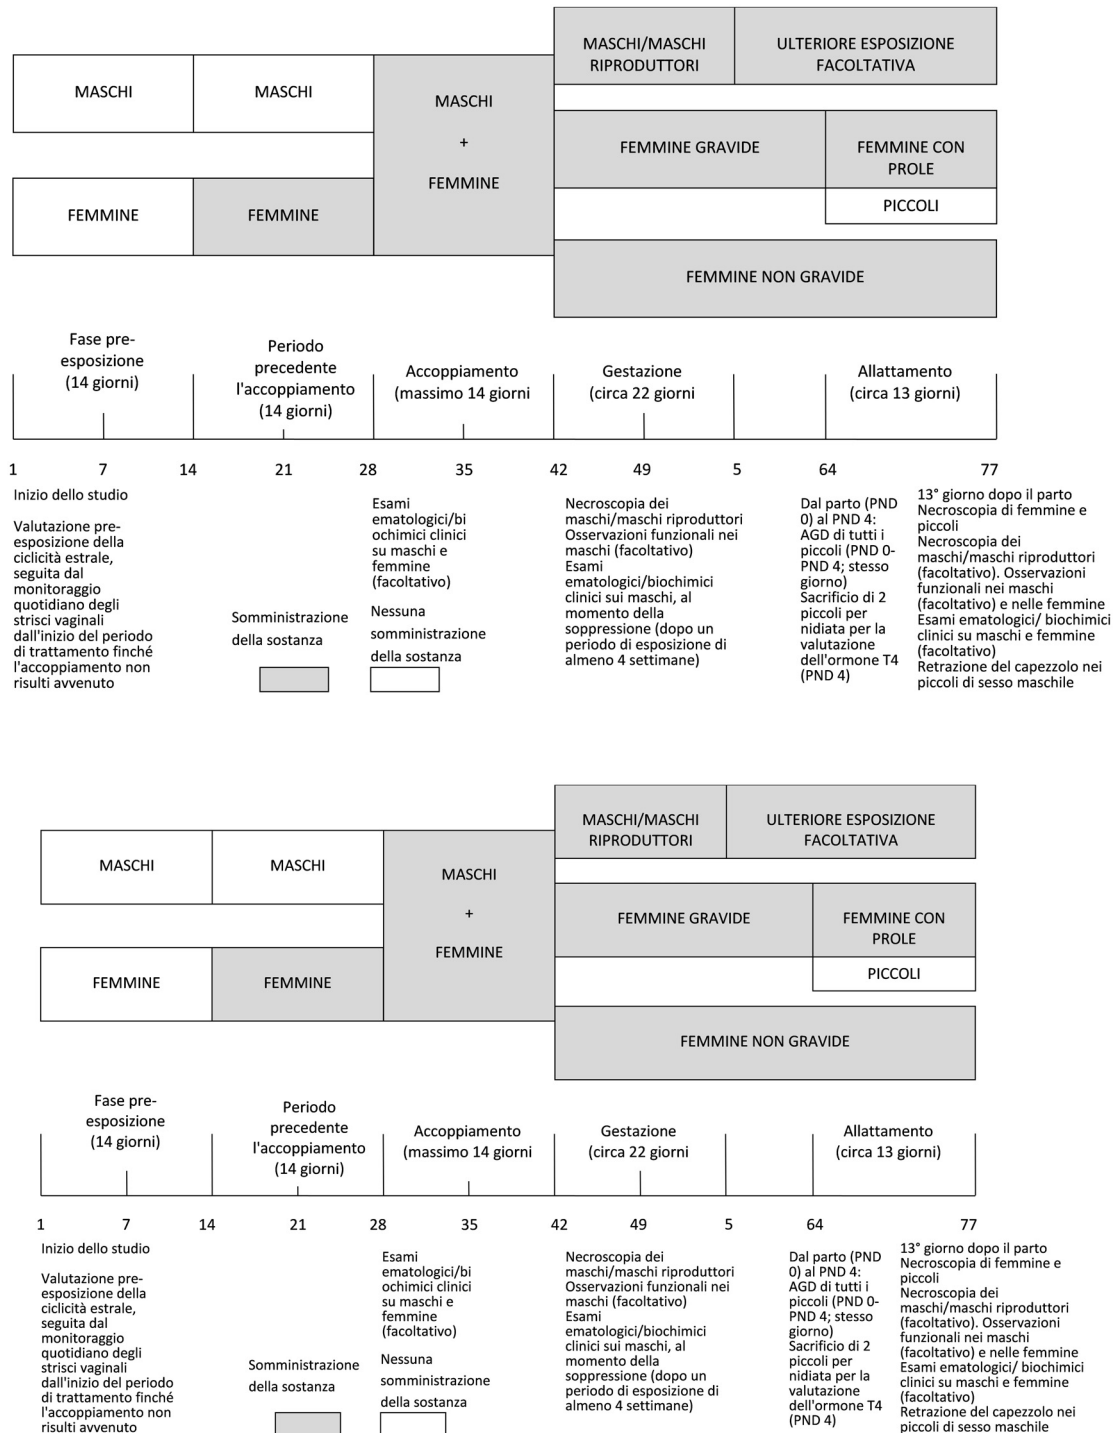 MASCHI/MASCHI
RIPRODUTTORI
ULTERIORE ESPOSIZIONE
FACOLTATIVA
MASCHI
MASCHI
MASCHI
+
FEMMINE
FEMMINE GRAVIDE
FEMMINE CON
PROLE
PICCOLI
FEMMINE
FEMMINE
FEMMINE NON GRAVIDE
Fase pre-
esposizione
(14 giorni)
Periodo
precedente
l'accoppiamento
(14 giorni)
Accoppiamento
(massimo 14 giorni
Gestazione
(circa 22 giorni
Allattamento
(circa 13 giorni)
1 7 14 21 28 35 42 49 5 64 77
Inizio dello studio
Valutazione pre-
esposizione della
ciclicità estrale,
seguita dal
monitoraggio
quotidiano degli
strisci vaginali
dall'inizio del periodo
di trattamento finché
l'accoppiamento non
risulti avvenuto
Somministrazione
della sostanza
Esami
ematologici/bi
ochimici clinici
su maschi e
femmine
(facoltativo)
Nessuna
somministrazione
della sostanza
Necroscopia dei
maschi/maschi riproduttori
Osservazioni funzionali nei
maschi (facoltativo)
Esami
ematologici/biochimici
clinici sui maschi, al
momento della
soppressione (dopo un
periodo di esposizione di
almeno 4 settimane)
Dal parto (PND
0) al PND 4:
AGD di tutti i
piccoli (PND 0-
PND 4; stesso
giorno)
Sacrificio di 2
piccoli per
nidiata per la
valutazione
dell'ormone T4
(PND 4)
13° giorno dopo il parto
Necroscopia di femmine e
piccoli
Necroscopia dei
maschi/maschi riproduttori
(facoltativo). Osservazioni
funzionali nei maschi
(facoltativo) e nelle femmine
Esami ematologici/ biochimici
clinici su maschi e femmine
(facoltativo)
Retrazione del capezzolo nei
piccoli di sesso maschile
MASCHI/MASCHI
RIPRODUTTORI
ULTERIORE ESPOSIZIONE
FACOLTATIVA
MASCHI
MASCHI
MASCHI
+
FEMMINE
FEMMINE GRAVIDE
FEMMINE CON
PROLE
PICCOLI
FEMMINE
FEMMINE
FEMMINE NON GRAVIDE
Fase pre-
esposizione
(14 giorni)
Periodo
precedente
l'accoppiamento
(14 giorni)
Accoppiamento
(massimo 14 giorni
Gestazione
(circa 22 giorni
Allattamento
(circa 13 giorni)
1 7 14 21 28 35 42 49 5 64 77
Inizio dello studio
Valutazione pre-
esposizione della
ciclicità estrale,
seguita dal
monitoraggio
quotidiano degli
strisci vaginali
dall'inizio del periodo
di trattamento finché
l'accoppiamento non
risulti avvenuto
Somministrazione
della sostanza
Esami
ematologici/bi
ochimici clinici
su maschi e
femmine
(facoltativo)
Nessuna
somministrazione
della sostanza
Necroscopia dei
maschi/maschi riproduttori
Osservazioni funzionali nei
maschi (facoltativo)
Esami
ematologici/biochimici
clinici sui maschi, al
momento della
soppressione (dopo un
periodo di esposizione di
almeno 4 settimane)
Dal parto (PND
0) al PND 4:
AGD di tutti i
piccoli (PND 0-
PND 4; stesso
giorno)
Sacrificio di 2
piccoli per
nidiata per la
valutazione
dell'ormone T4
(PND 4)
13° giorno dopo il parto
Necroscopia di femmine e
piccoli
Necroscopia dei
maschi/maschi riproduttori
(facoltativo). Osservazioni
funzionali nei maschi
(facoltativo) e nelle femmine
Esami ematologici/ biochimici
clinici su maschi e femmine
(facoltativo)
Retrazione del capezzolo nei
piccoli di sesso maschile